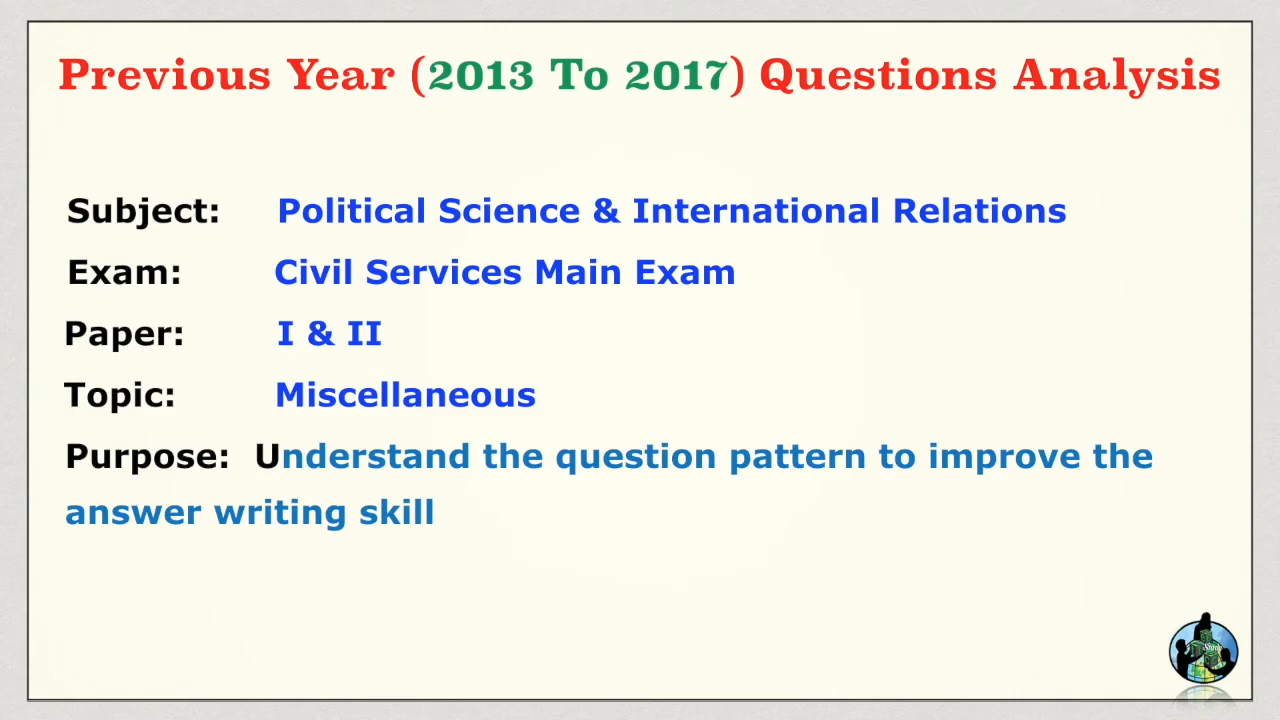 Previous Year (2013 To 2017) Questions Analysis
Subject: Political Science & International Relations
Exam: Civil Services Main Exam
Paper: I & II
Topic: Miscellaneous
Purpose: Understand the question pattern to improve the
answer writing skill
Study